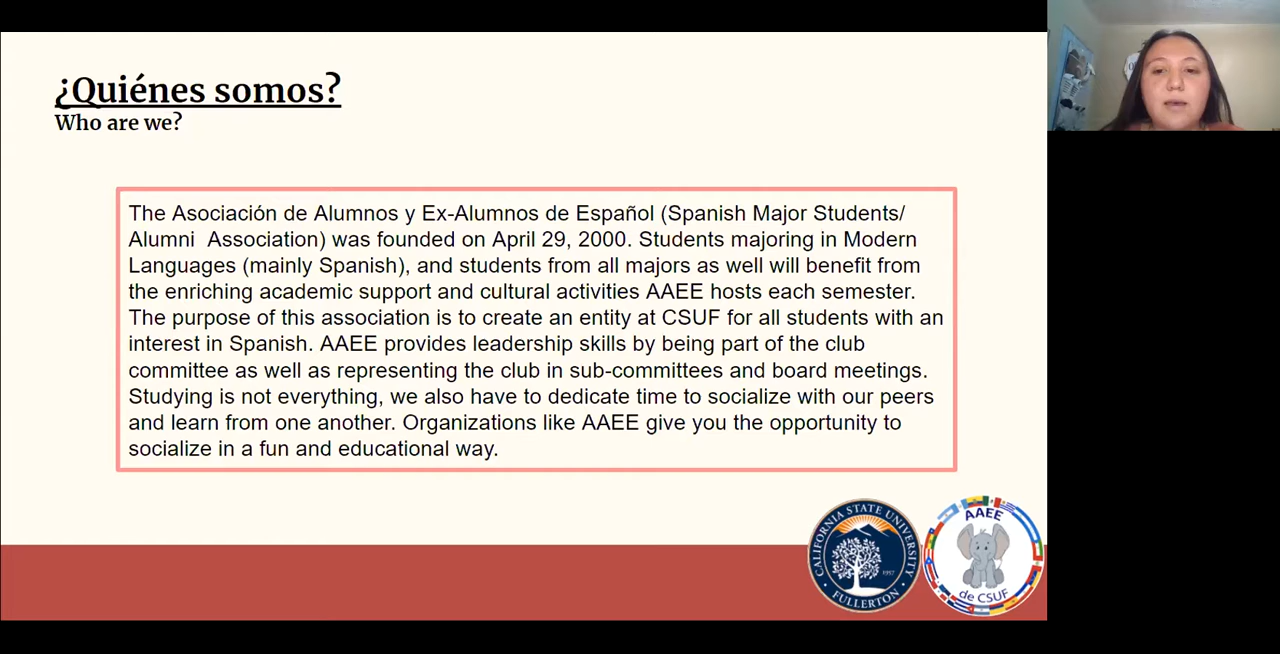 ¿Quiénes somos?
Who are we?
The Asociación de Alumnos y Ex-Alumnos de Español (Spanish Major Students/
Alumni  Association) was founded on April 29, 2000. Students majoring in Modern
Languages (mainly Spanish), and students from all majors as well will benefit from
the enriching academic support and cultural activities AAEE hosts each semester.
The purpose of this association is to create an entity at CSUF for all students with an
interest in Spanish. AAEE provides leadership skills by being part of the club
committee as well as representing the club in sub-committees and board meetings.
Studying is not everything, we also have to dedicate time to socialize with our peers
and learn from one another. Organizations like AAEE give you the opportunity to
socialize in a fun and educational way.
CALIFORNIA STATE UNIVERSITY
1957
FULLERTON
AAEE
de CSUF